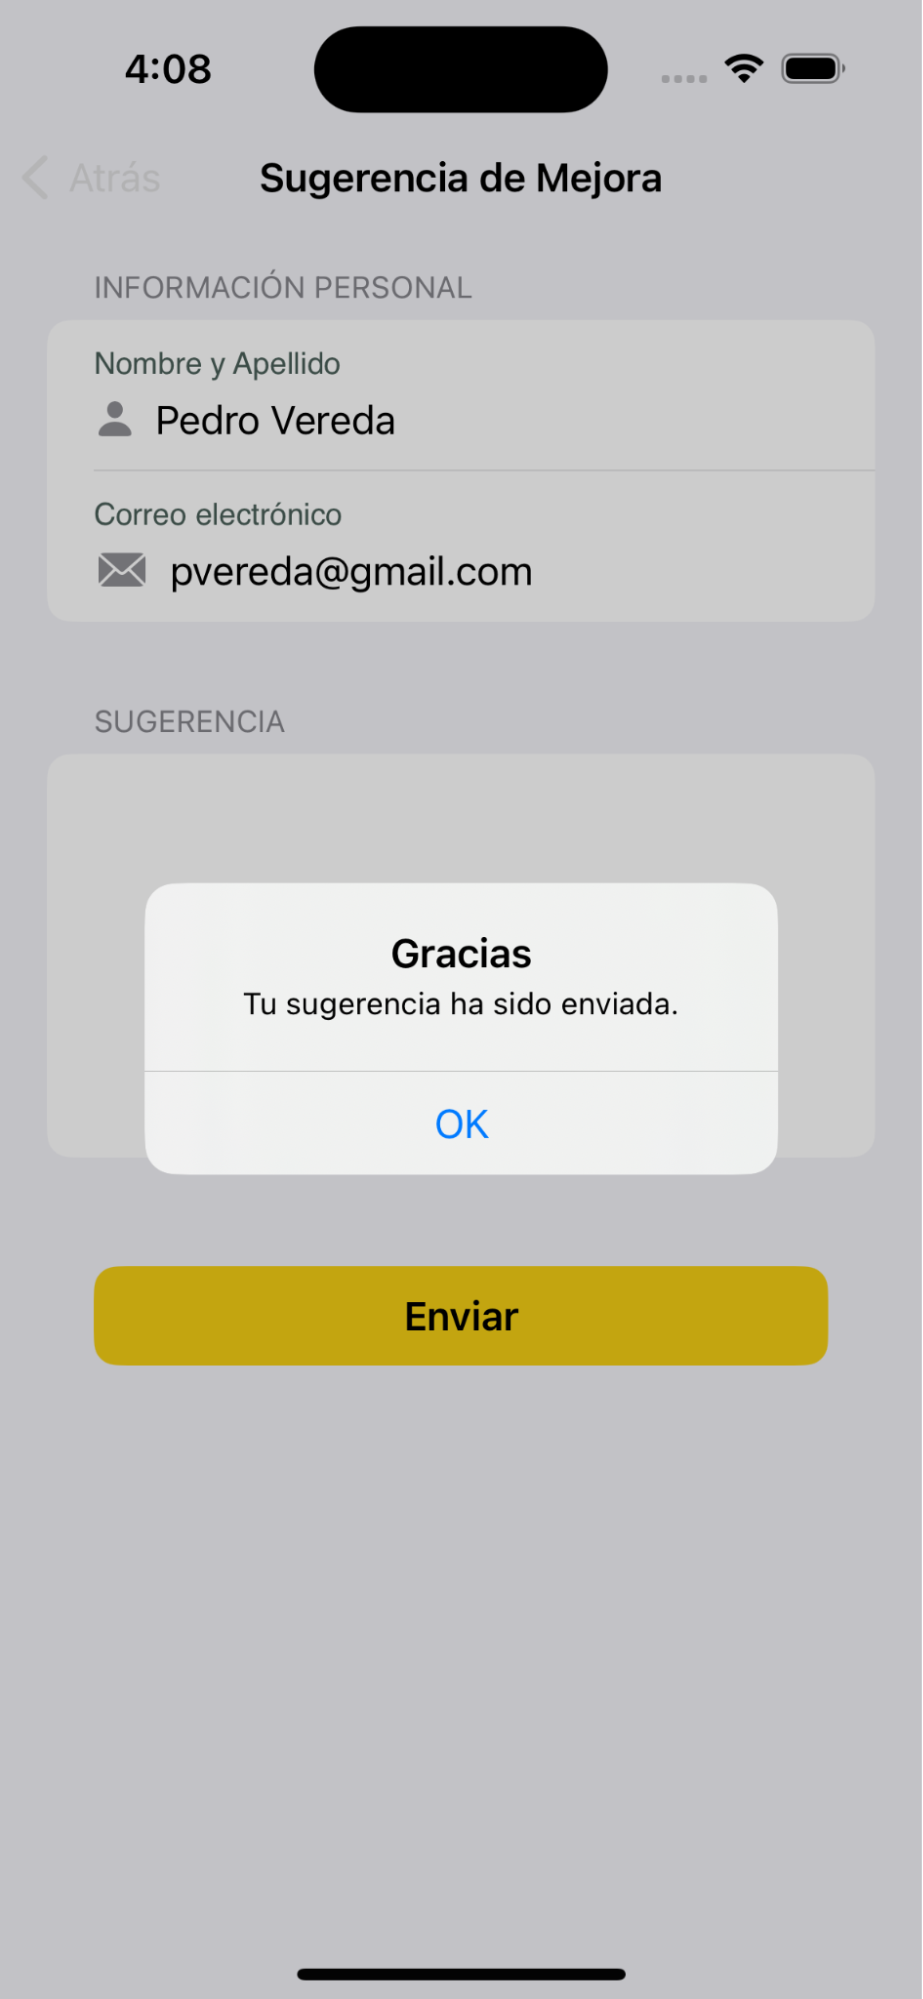 4:08
Atrás
Sugerencia de Mejora
INFORMACIÓN PERSONAL
Nombre y Apellido
Pedro Vereda
Correo electrónico
pvereda@gmail.com
SUGERENCIA
Gracias
Tu sugerencia ha sido enviada.
OK
Enviar